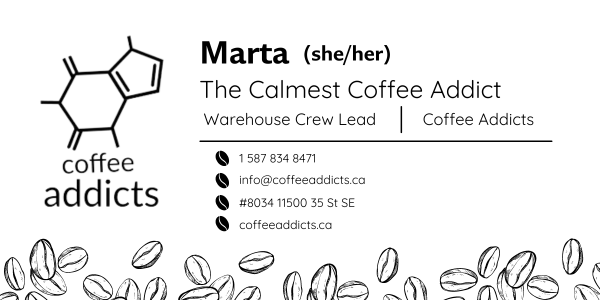 Marta (she/her)
The Calmest Coffee Addict
Warehouse Crew Lead | Coffee Addicts
coffee
addicts
1 587 834 8471
info@coffeeaddicts.ca
#8034 11500 35 St SE
coffeeaddicts.ca